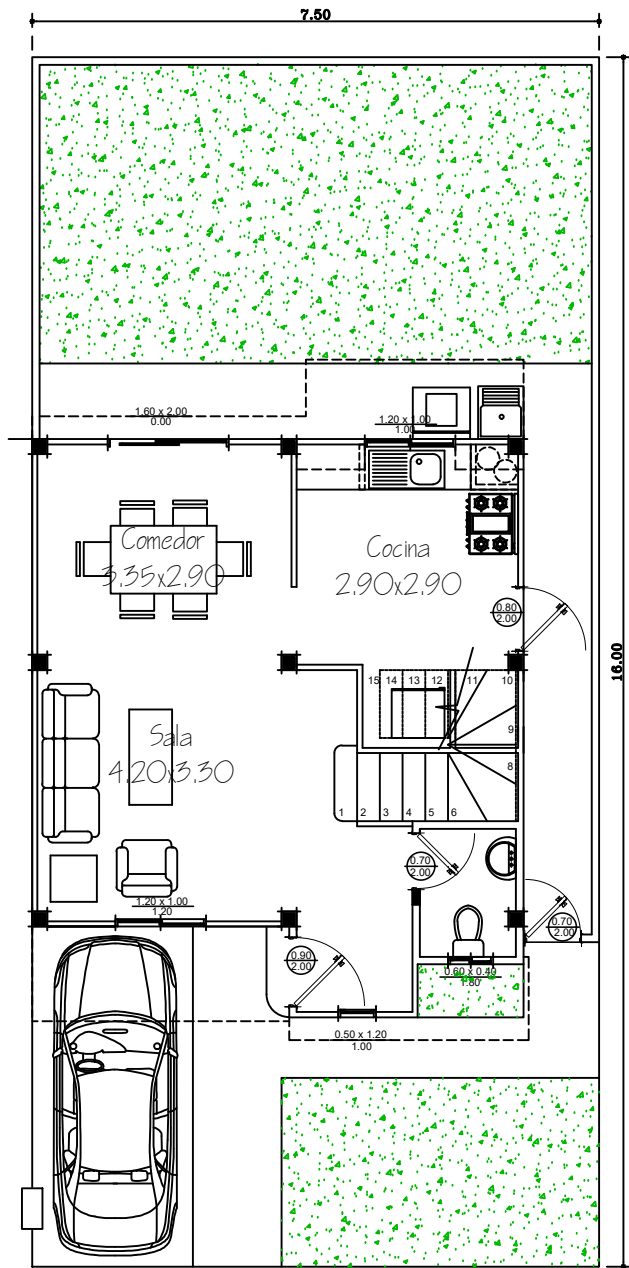 7.50
16.00
1.60 x 2.00
0.00
1.20 x 1.00
1.00
Comedor
3.35x2.90
Cocina
2.90x2.90
0.80
2.00
15 14 13 12 11 10
9
8
Sala
4.20x3.30
1 2 3 4 5 6
0.70
2.00
1.20 x 1.00
1.20
0.70
2.00
0.90
2.00
0.60 x 0.40
1.80
0.50 x 1.20
1.00